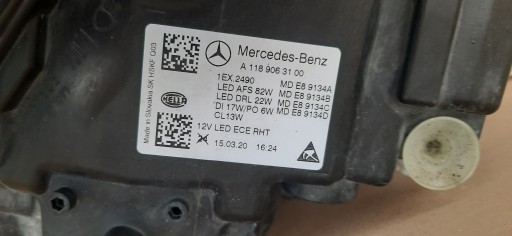 Mercedes-Benz
A 118 906 31 00
1EX.2490 MD E8 9134A
LED AFS 82W MD E8 9134B
LED DRL 22W MD E8 9134C
DI 17W/PO 6W MD E8 9134D
CL13W
12V LED ECE RHT
15.03.20 16:24
HELLA
Made in Slovakia SK